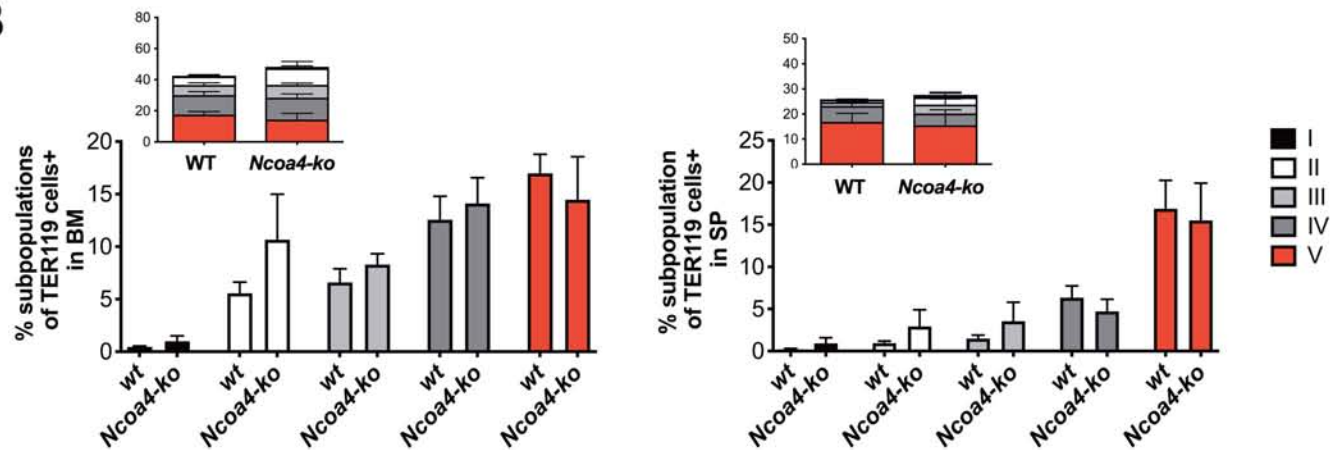 B
80
60
40
20
0
WT Ncoa4-ko
50
40
30
20
10
0
WT Ncoa4-ko
% subpopulations
of TER119 cells+
in BM
20
15
10
5
0
wt
Ncoa4-ko
wt
Ncoa4-ko
wt
Ncoa4-ko
wt
Ncoa4-ko
wt
Ncoa4-ko
% subpopulation
of TER119 cells+
in SP
25
20
15
10
5
0
wt
Ncoa4-ko
wt
Ncoa4-ko
wt
Ncoa4-ko
wt
Ncoa4-ko
wt
Ncoa4-ko
I
II
III
IV
V